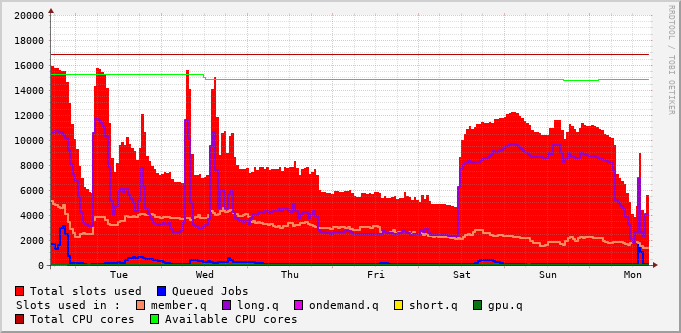 RRDTOOL / TOBI OETIKER
20000
18000
16000
14000
12000
10000
8000
6000
4000
2000
0
Tue Wed Thu Fri Sat Sun Mon
Total slots used Queued Jobs
Slots used in : member.q long.q ondemand.q short.q gpu.q
Total CPU cores Available CPU cores